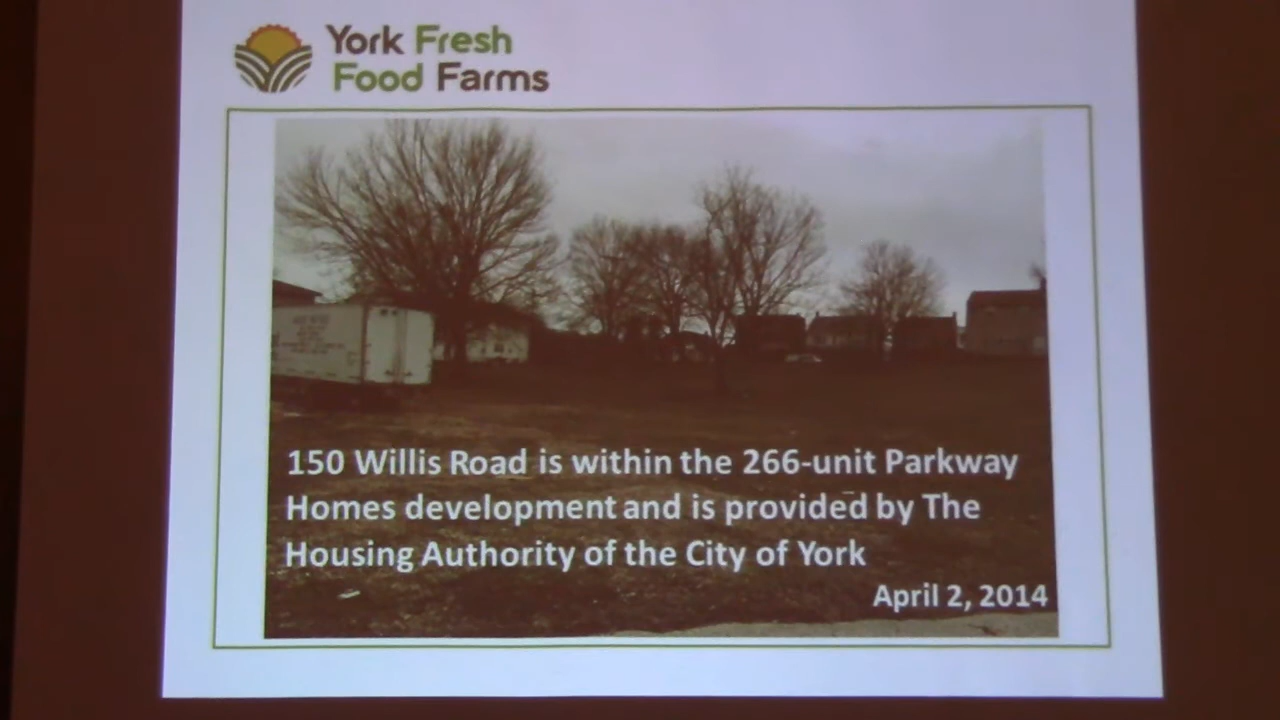 York Fresh
Food Farms
150 Willis Road is within the 266-unit Parkway
Homes development and is provided by The
Housing Authority of the City of York
April 2, 2014